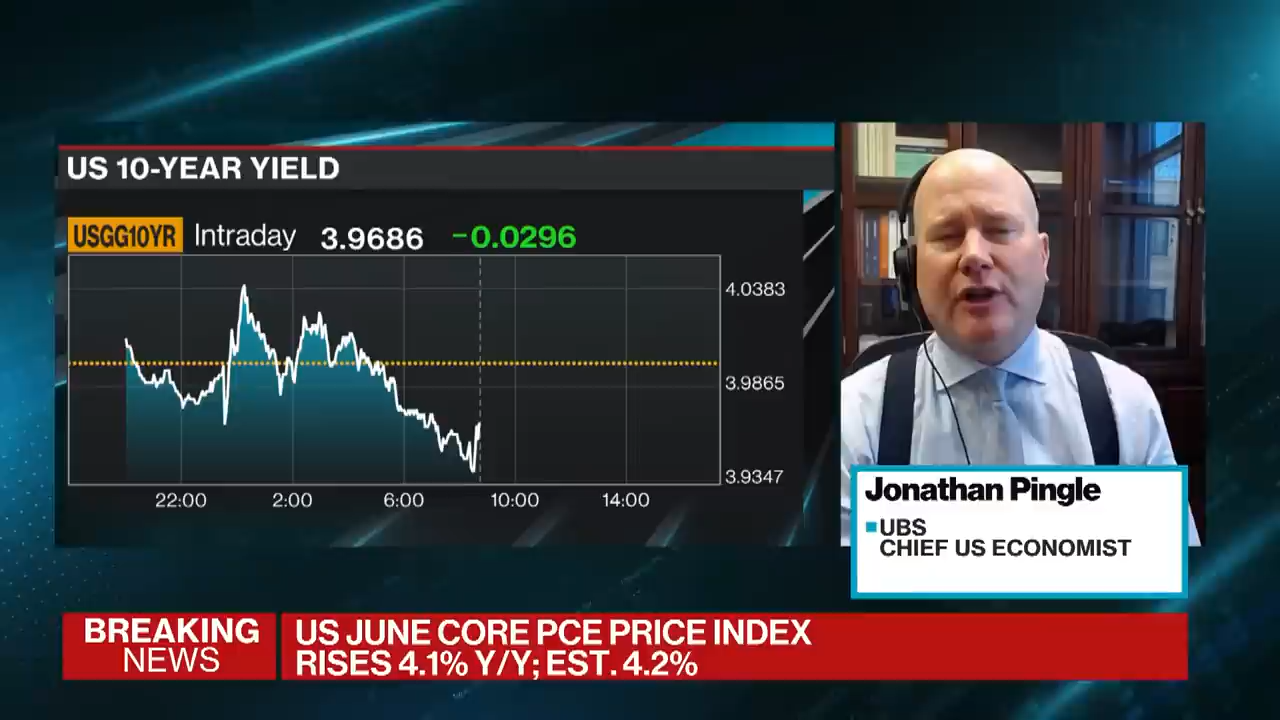 US 10-YEAR YIELD
USGG10YR Intraday 3.9686 -0.0296
4.0383
3.9865
3.9347
22:00 2:00 6:00 10:00 14:00
Jonathan Pingle
UBS
CHIEF US ECONOMIST
BREAKING
NEWS
US JUNE CORE PCE PRICE INDEX
RISES 4.1% Y/Y; EST. 4.2%